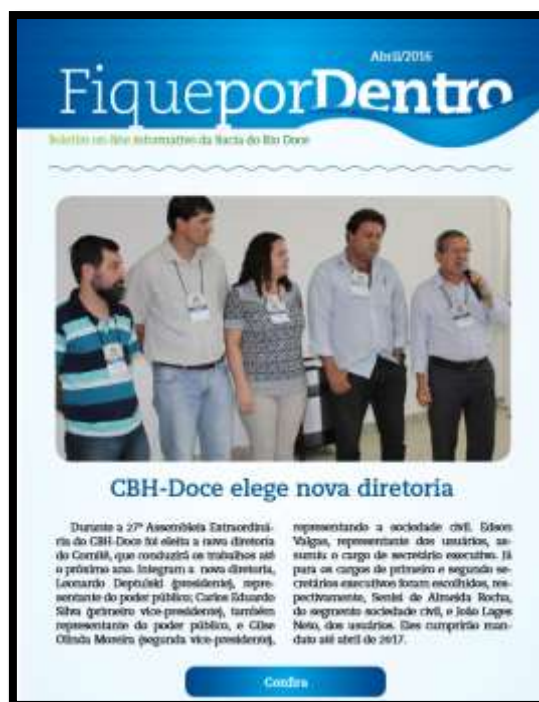 Abril/2016
FiqueporDentro
Boletim on-line informativo da Bacia do Rio Doce
CBH-Doce elege nova diretoria
Durante a 27ª Assembleia Extraordiná-
ria do CBH-Doce foi eleita a nova diretoria
do Comitê, que conduzirá os trabalhos até
o próximo ano. Integram a nova diretoria,
Leonardo Deptulski (presidente), repre-
sentante do poder público; Carlos Eduardo
Silva (primeiro vice-presidente), também
representante do poder público, e Gilse
Olinda Moreira (segunda vice-presidente),
representando a sociedade civil. Edson
Valgas, representante dos usuários, as-
sumiu o cargo de secretário executivo. Já
para os cargos de primeiro e segundo se-
cretários executivos foram escolhidos, res-
pectivamente, Senisi de Almeida Rocha,
do segmento sociedade civil, e João Lages
Neto, dos usuários. Eles cumprirão man-
dato até abril de 2017.
Confira